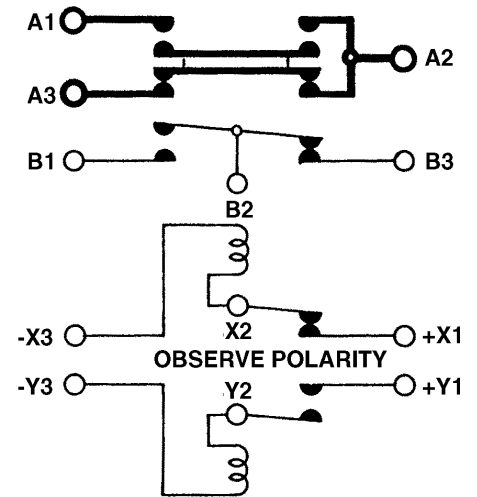 A1
A2
A3
B1
B3
B2
X2
-X3
+X1
OBSERVE POLARITY
-Y3
Y2
+Y1